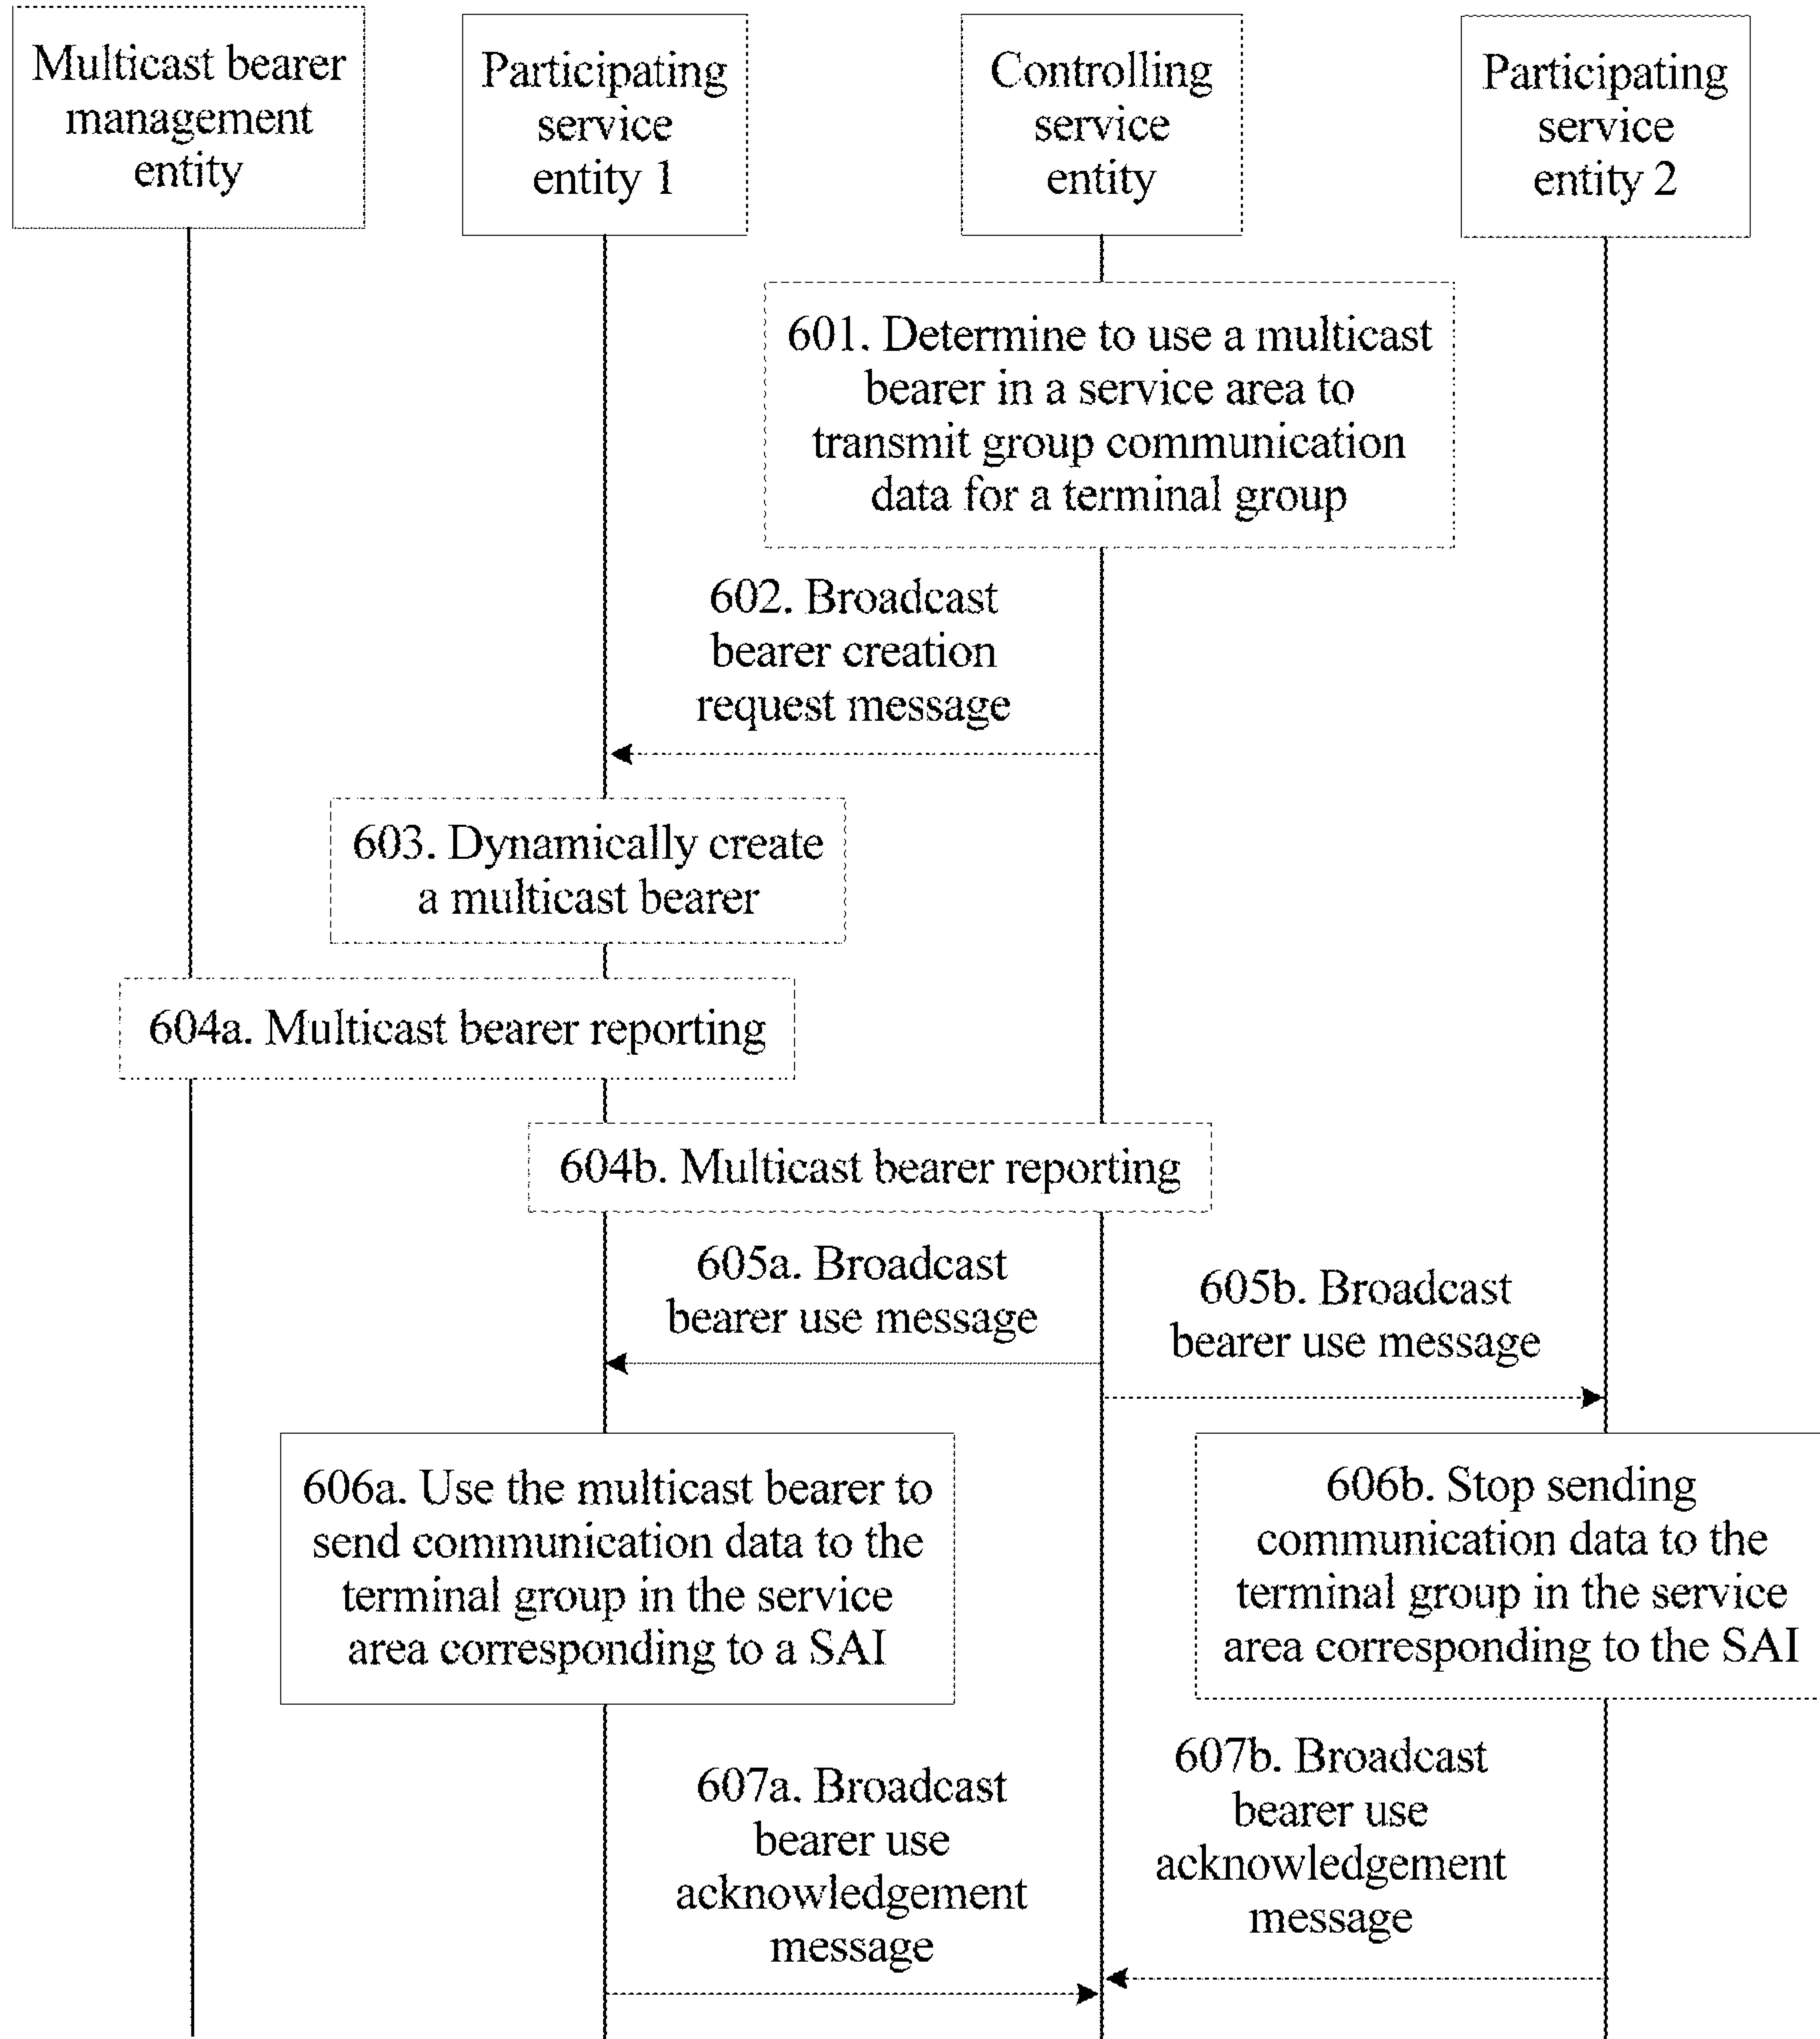 Multicast bearer
management
entity
Participating
service
entity 1
Controlling
service
entity
Participating
service
entity 2
601. Determine to use a multicast
bearer in a service area to
transmit group communication
data for a terminal group
602. Broadcast
bearer creation
request message
603. Dynamically create
a multicast bearer
604a. Multicast bearer reporting
604b. Multicast bearer reporting
605a. Broadcast
bearer use message
605b. Broadcast
bearer use message
606a. Use the multicast bearer to
send communication data to the
terminal group in the service
area corresponding to a SAI
606b. Stop sending
communication data to the
terminal group in the service
area corresponding to the SAI
607a. Broadcast
bearer use
acknowledgement
message
607b. Broadcast
bearer use
acknowledgement
message